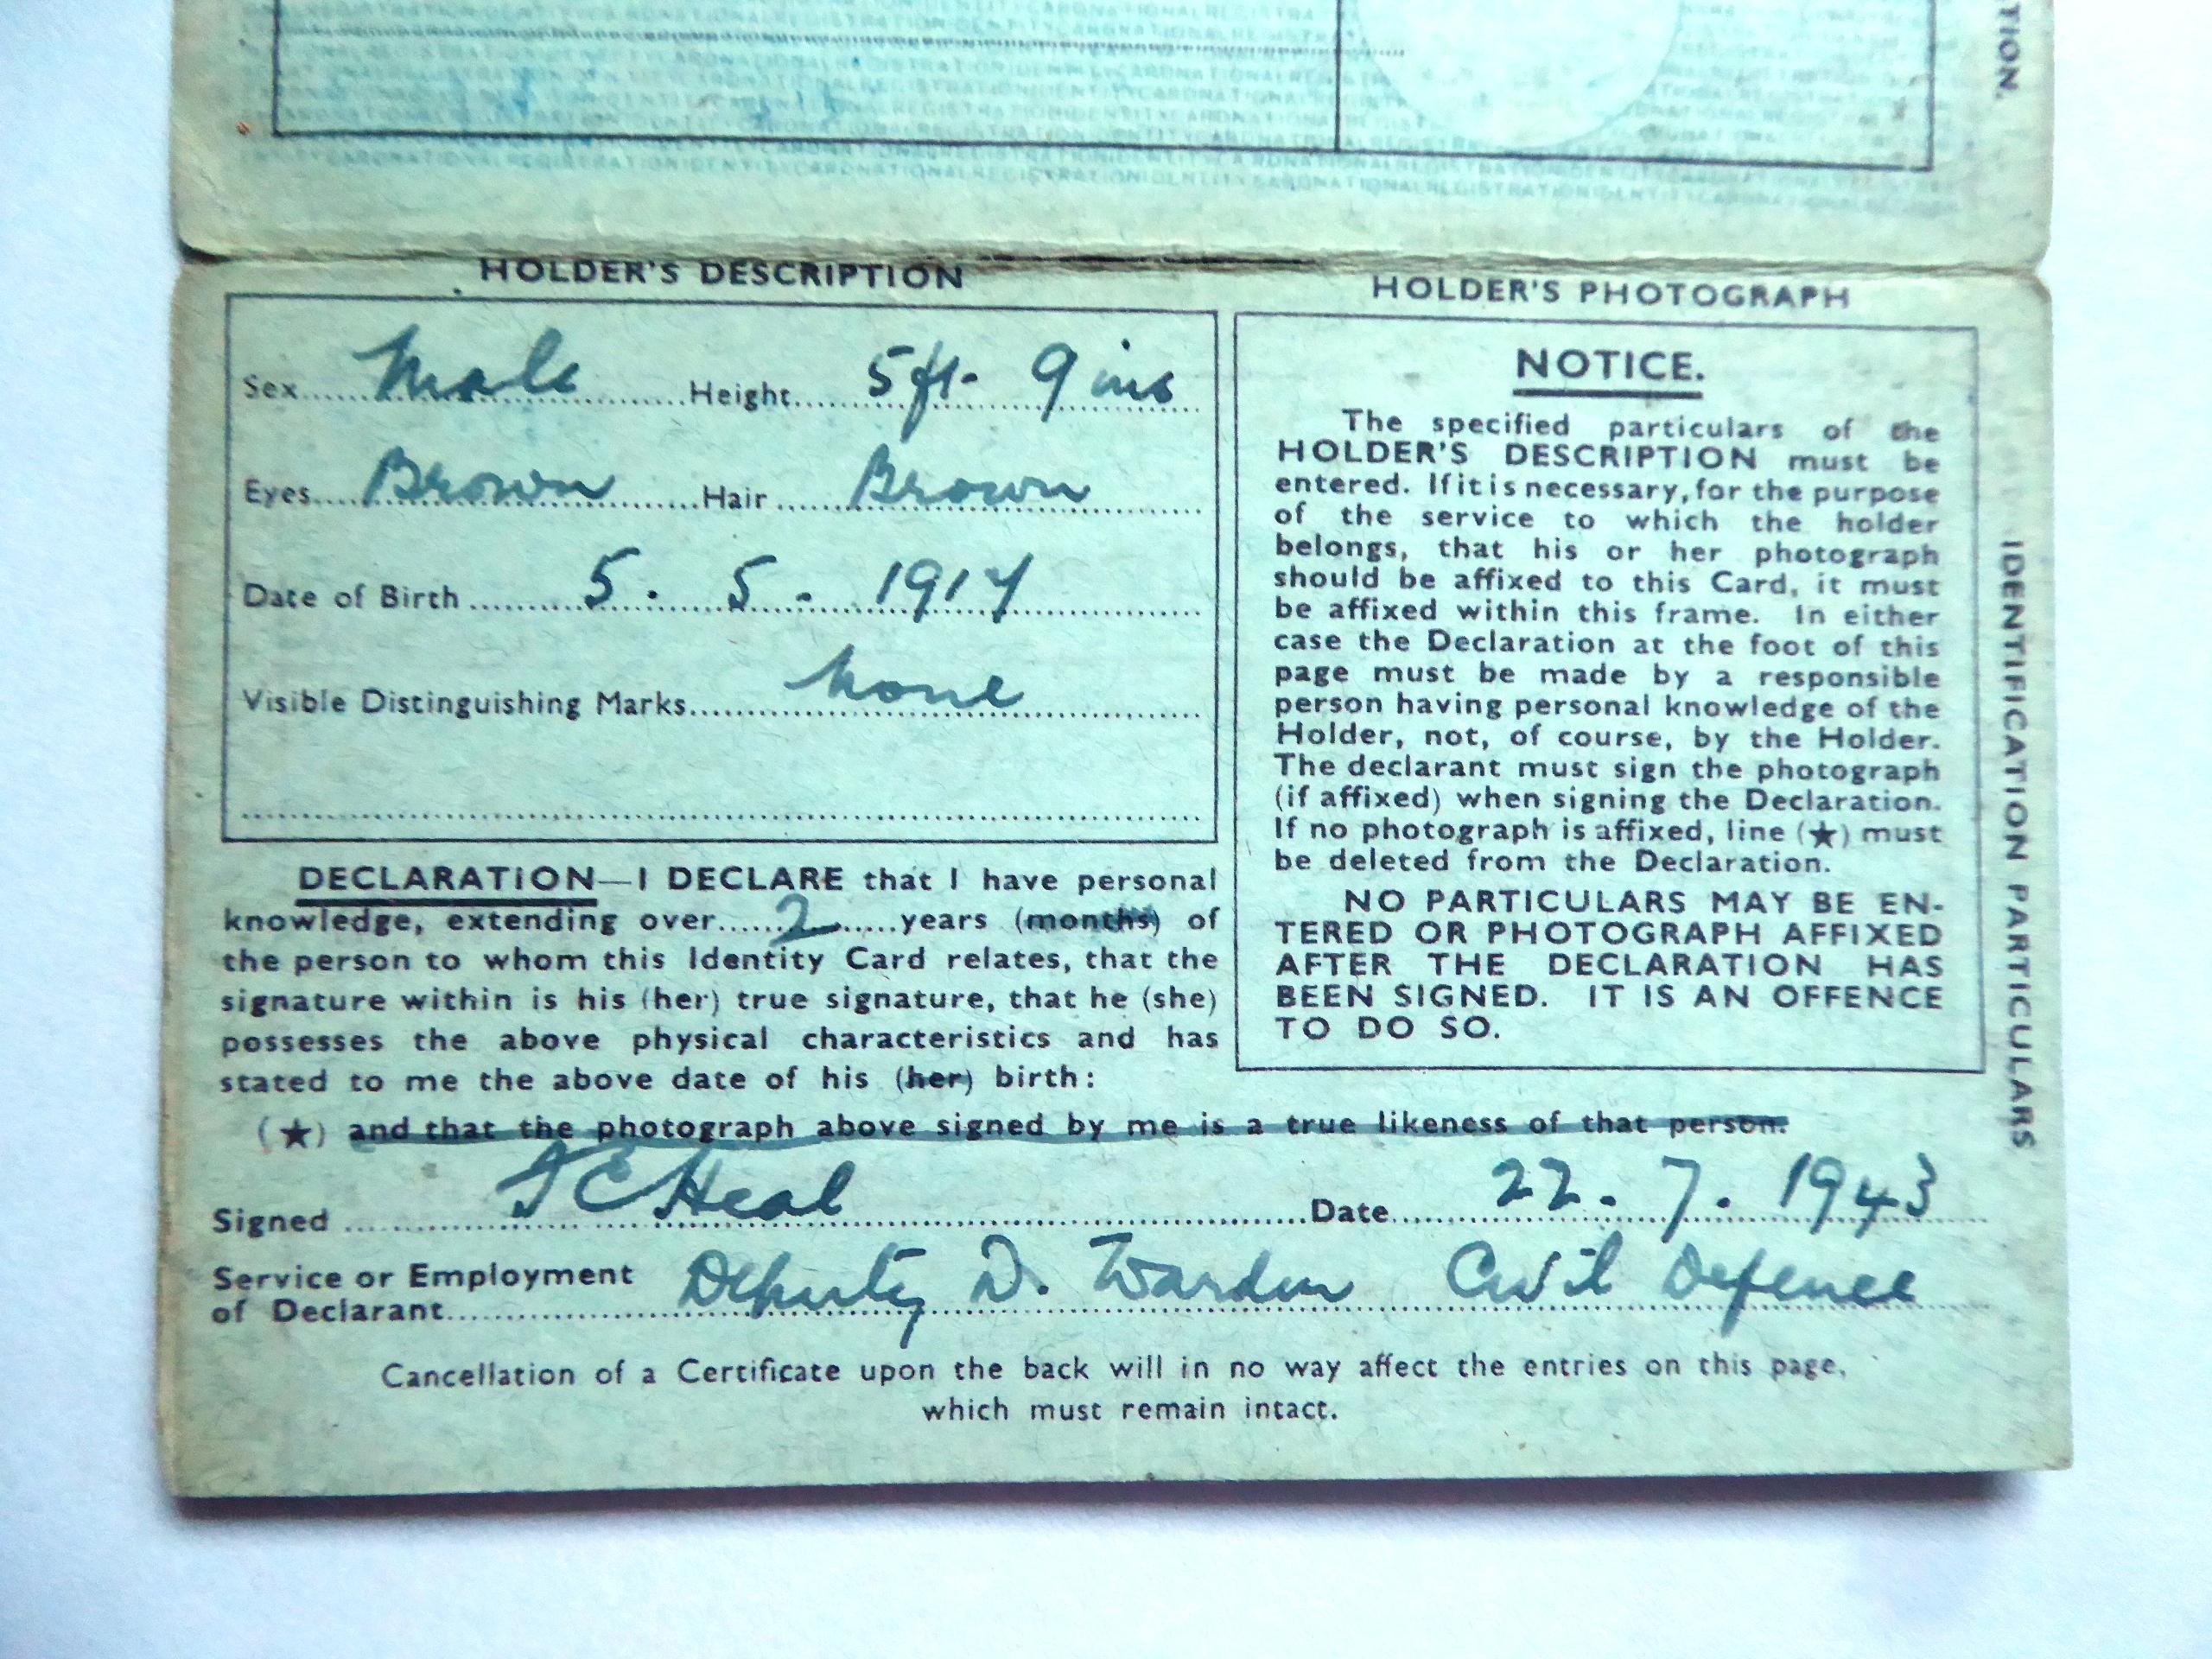 TION.
HOLDER'S DESCRIPTION
Sex Male Height 5 ft. 9 ins
Eyes Brown Hair Brown
Date of Birth 5. 5. 1917
Visible Distinguishing Marks None
HOLDER'S PHOTOGRAPH
NOTICE.
The specified particulars of the
HOLDER'S DESCRIPTION must be
entered. If it is necessary, for the purpose
of the service to which the holder
belongs, that his or her photograph
should be affixed to this Card, it must
be affixed within this frame. In either
case the Declaration at the foot of this
page must be made by a responsible
person having personal knowledge of the
Holder, not, of course, by the Holder.
The declarant must sign the photograph
(if affixed) when signing the Declaration.
If no photograph is affixed, line (★) must
be deleted from the Declaration.
NO PARTICULARS MAY BE EN-
TERED OR PHOTOGRAPH AFFIXED
AFTER THE DECLARATION HAS
BEEN SIGNED. IT IS AN OFFENCE
TO DO SO.
IDENTIFICATION PARTICULARS
DECLARATION—I DECLARE that I have personal
knowledge, extending over 2 years (months) of
the person to whom this Identity Card relates, that the
signature within is his (her) true signature, that he (she)
possesses the above physical characteristics and has
stated to me the above date of his (her) birth:
(★) and that the photograph above signed by me is a true likeness of that person.
Signed Heal Date 22. 7. 1943
Service or Employment
of Declarant Deputy D. Warden Civil Defence
Cancellation of a Certificate upon the back will in no way affect the entries on this page,
which must remain intact.